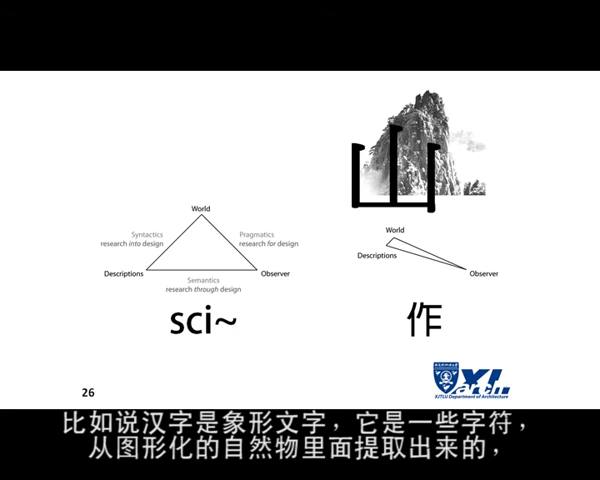 山
World
Syntactics
research into design
Pragmatics
research for design
Descriptions
Observer
Semantics
research through design
sci~
World
Descriptions
Observer
作
XJ
arch.
XJTLU Department of Architecture
26
比如说汉字是象形文字，它是一些字符，
从图形化的自然物里面提取出来的，